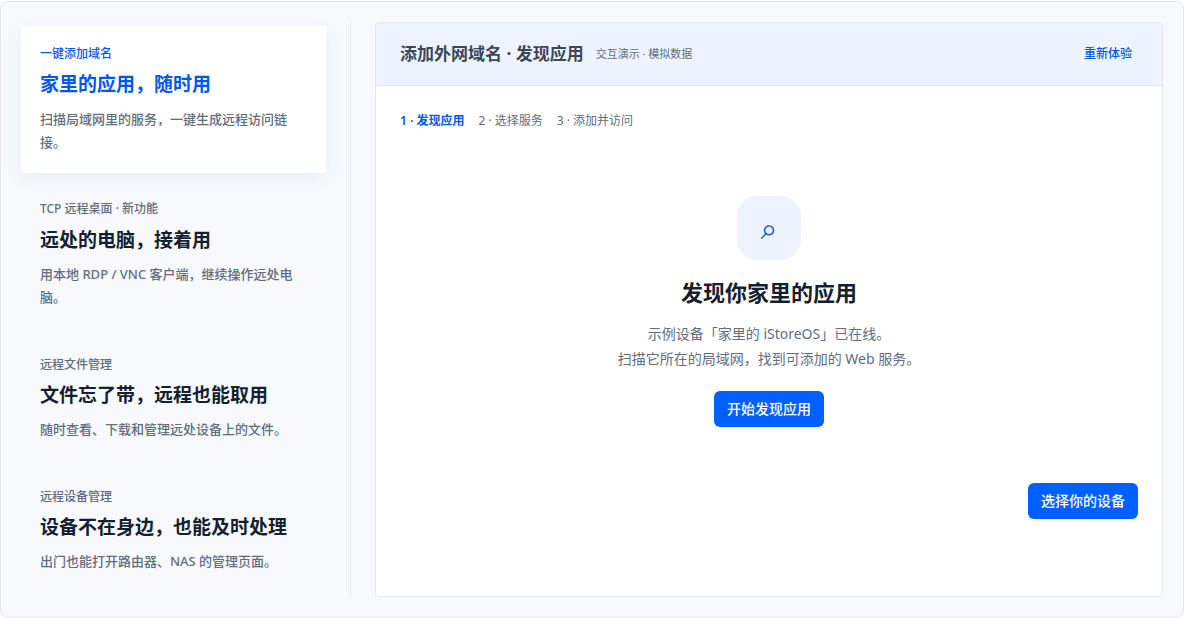 一键添加域名
家里的应用，随时用
扫描局域网里的服务，一键生成远程访问链
接。
TCP 远程桌面 · 新功能
远处的电脑，接着用
用本地 RDP / VNC 客户端，继续操作远处电
脑。
远程文件管理
文件忘了带，远程也能取用
随时查看、下载和管理远处设备上的文件。
远程设备管理
设备不在身边，也能及时处理
出门也能打开路由器、NAS 的管理页面。
添加外网域名 · 发现应用 交互演示 · 模拟数据 重新体验
1 · 发现应用 2 · 选择服务 3 · 添加并访问
发现你家里的应用
示例设备「家里的 iStoreOS」已在线。
扫描它所在的局域网，找到可添加的 Web 服务。
开始发现应用
选择你的设备